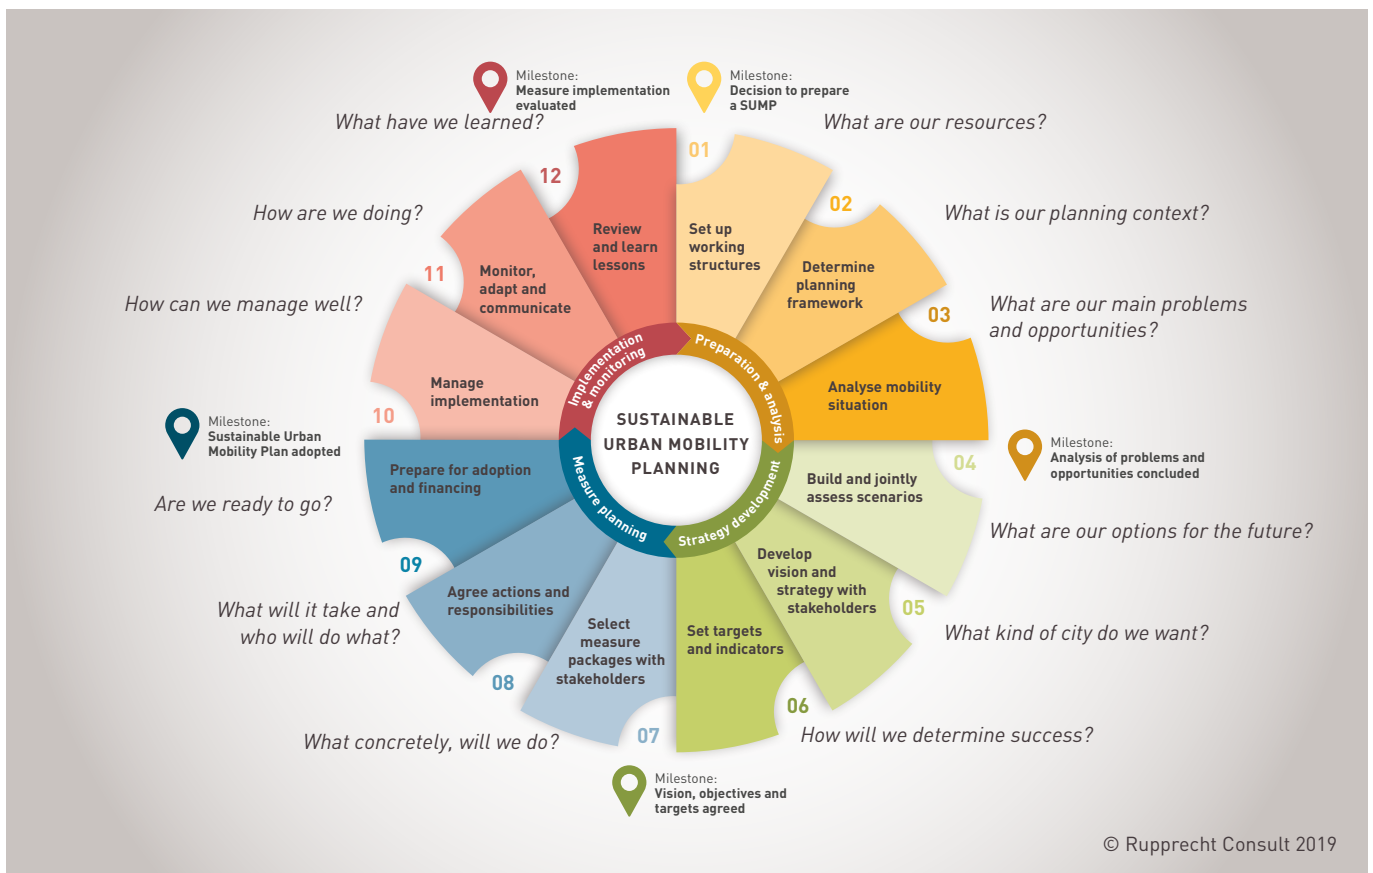 Milestone:
Measure implementation
evaluated
Milestone:
Decision to prepare
a SUMP
What have we learned?
What are our resources?
01
12
02
How are we doing?
What is our planning context?
Review
and learn
lessons
Set up
working
structures
11
Monitor,
adapt and
communicate
Determine
planning
framework
How can we manage well?
03
What are our main problems
and opportunities?
Implementation
& monitoring
Preparation & analysis
Manage
implementation
Analyse mobility
situation
10
Milestone:
Sustainable Urban
Mobility Plan adopted
SUSTAINABLE
URBAN MOBILITY
PLANNING
Milestone:
Analysis of problems and
opportunities concluded
04
Prepare for adoption
and financing
Build and jointly
assess scenarios
Measure planning
Strategy development
Are we ready to go?
What are our options for the future?
09
Develop
vision and
strategy with
stakeholders
Agree actions and
responsibilities
05
What will it take and
who will do what?
Select
measure
packages with
stakeholders
Set targets
and indicators
What kind of city do we want?
08
06
07
What concretely, will we do?
How will we determine success?
Milestone:
Vision, objectives and
targets agreed
© Rupprecht Consult 2019